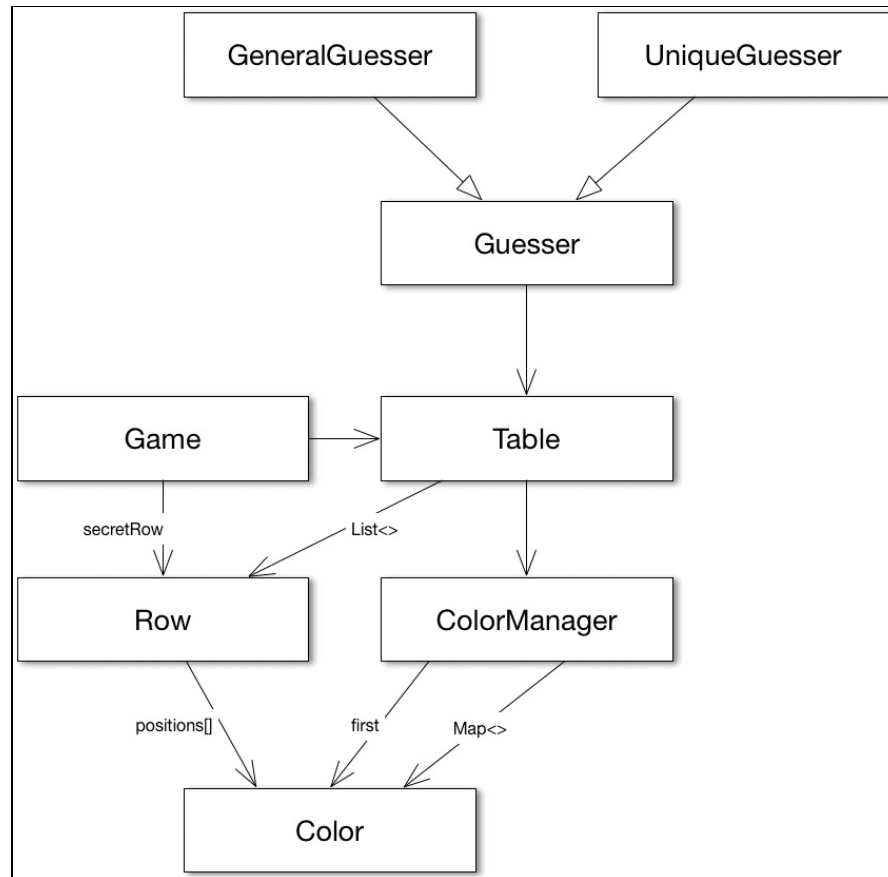 GeneralGuesser
UniqueGuesser
Guesser
Game
Table
secretRow
List<>
Row
ColorManager
positions[]
first
Map<>
Color